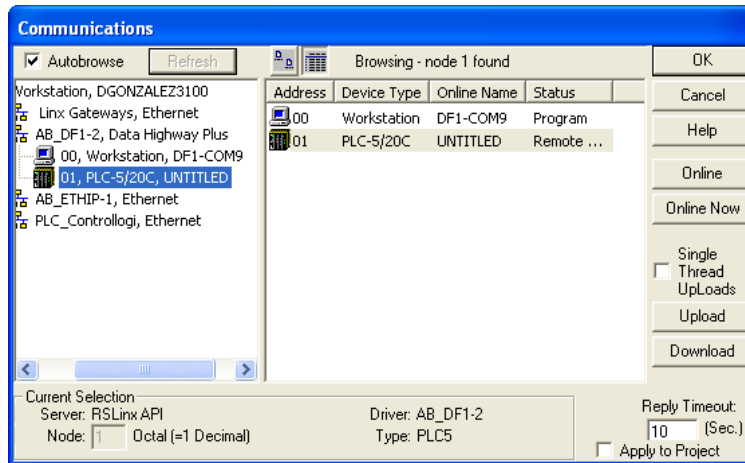 Communications
Autobrowse
Refresh
Browsing - node 1 found
Workstation, DGONZALEZ3100
Linx Gateways, Ethernet
AB_DF1-2, Data Highway Plus
00, Workstation, DF1-COM9
01, PLC-5/20C, UNTITLED
AB_ETHIP-1, Ethernet
PLC_Controllogi, Ethernet
Address Device Type Online Name Status
00 Workstation DF1-COM9 Program
01 PLC-5/20C UNTITLED Remote ...
OK
Cancel
Help
Online
Online Now
Single
Thread
UpLoads
Upload
Download
Current Selection
Server: RSLinx API
Driver: AB_DF1-2
Node: 1 Octal (=1 Decimal)
Type: PLC5
Reply Timeout:
10 (Sec.)
Apply to Project